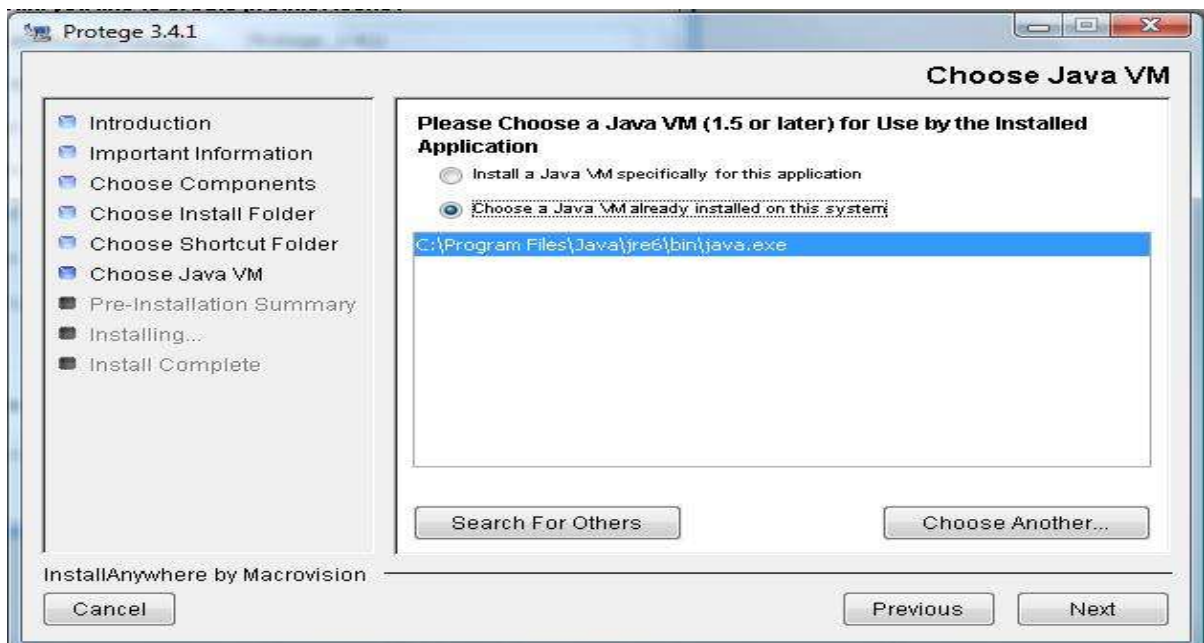 Protege 3.4.1
Choose Java VM
Introduction
Important Information
Choose Components
Choose Install Folder
Choose Shortcut Folder
Choose Java VM
Pre-Installation Summary
Installing...
Install Complete
Please Choose a Java VM (1.5 or later) for Use by the Installed
Application
Install a Java VM specifically for this application
Choose a Java VM already installed on this system
C:\Program Files\Java\jre6\bin\java.exe
Search For Others
Choose Another...
InstallAnywhere by Macrovision
Cancel
Previous
Next